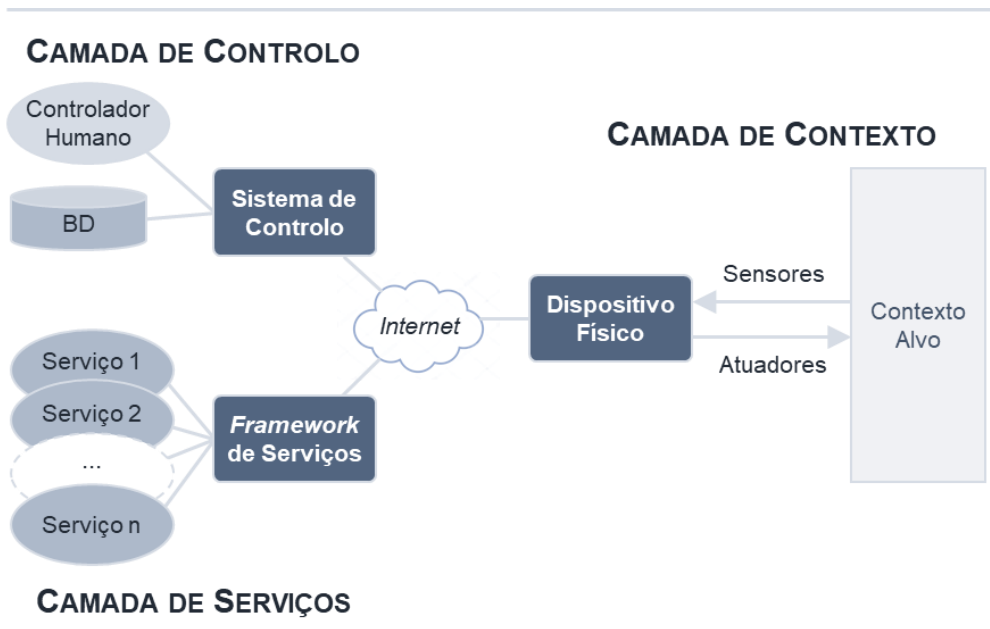 CAMADA DE CONTROLO
Controlador
Humano
BD
Sistema de
Controlo
CAMADA DE CONTEXTO
Internet
Dispositivo
Físico
Sensores
Atuadores
Contexto
Alvo
Serviço 1
Serviço 2
...
Serviço n
Framework
de Serviços
CAMADA DE SERVIÇOS